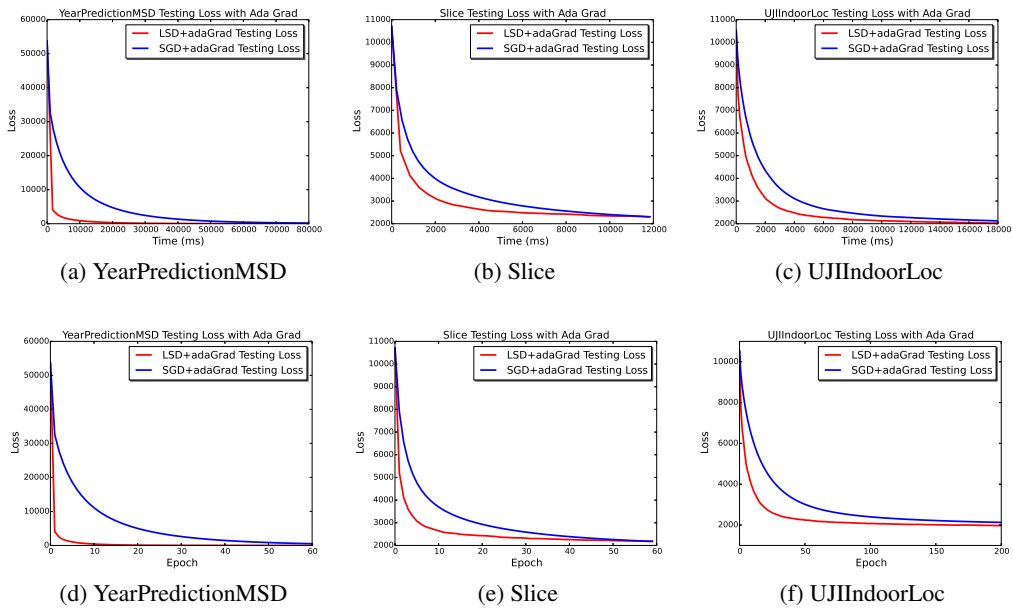 YearPredictionMSD Testing Loss with Ada Grad
60000
50000
40000
30000
20000
10000
0
Loss
LSD+adaGrad Testing Loss
SGD+adaGrad Testing Loss
0 10000 20000 30000 40000 50000 60000 70000 80000
Time (ms)
(a) YearPredictionMSD
Slice Testing Loss with Ada Grad
11000
10000
9000
8000
7000
6000
5000
4000
3000
2000
Loss
LSD+adaGrad Testing Loss
SGD+adaGrad Testing Loss
0 2000 4000 6000 8000 10000 12000
Time (ms)
(b) Slice
UJIIndoorLoc Testing Loss with Ada Grad
11000
10000
9000
8000
7000
6000
5000
4000
3000
2000
Loss
LSD+adaGrad Testing Loss
SGD+adaGrad Testing Loss
0 2000 4000 6000 8000 10000 12000 14000 16000 18000
Time (ms)
(c) UJIIndoorLoc
YearPredictionMSD Testing Loss with Ada Grad
60000
50000
40000
30000
20000
10000
0
Loss
LSD+adaGrad Testing Loss
SGD+adaGrad Testing Loss
0 10 20 30 40 50 60
Epoch
(d) YearPredictionMSD
Slice Testing Loss with Ada Grad
11000
10000
9000
8000
7000
6000
5000
4000
3000
2000
Loss
LSD+adaGrad Testing Loss
SGD+adaGrad Testing Loss
0 10 20 30 40 50 59
Epoch
(e) Slice
UJIIndoorLoc Testing Loss with Ada Grad
10000
8000
6000
4000
2000
Loss
LSD+adaGrad Testing Loss
SGD+adaGrad Testing Loss
0 50 100 150 200
Epoch
(f) UJIIndoorLoc